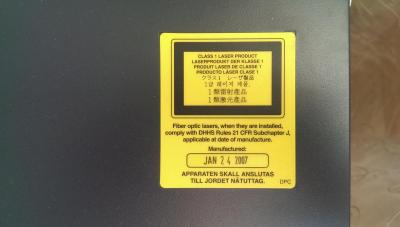 CLASS 1 LASER PRODUCT
LASERPRODUKT DER KLASSE 1
PRODUIT LASER DE CLASSE 1
PRODUCTO LASER CLASE 1
クラス1 レーザ製品
1급 레이저 제품
1類雷射產品
1類激光產品
Fiber optic lasers, when they are installed,
comply with DHHS Rules 21 CFR Subchapter J,
applicable at date of manufacture.
Manufactured:
JAN 24 2007
APPARATEN SKALL ANSLUTAS
TILL JORDET NÄTUTTAG.
DPC